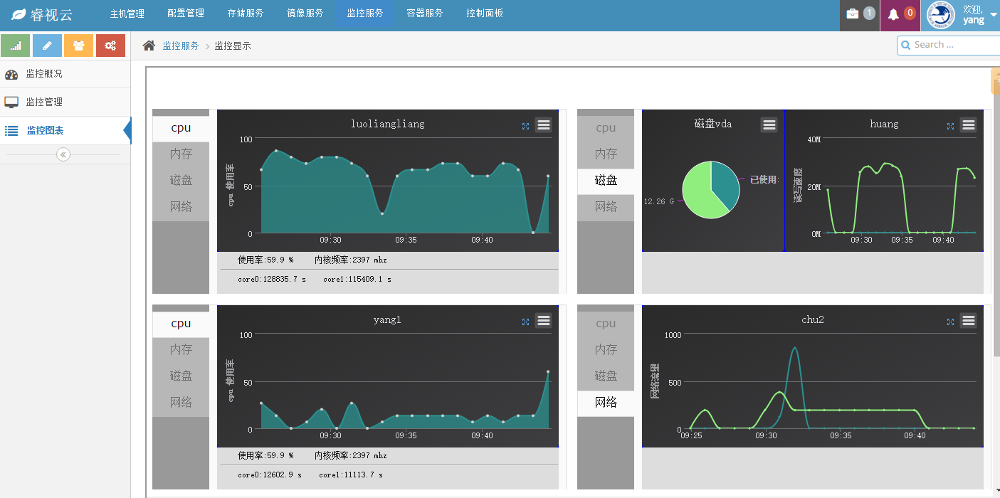 睿视云 主机管理 配置管理 存储服务 镜像服务 监控服务 容器服务 控制面板 1 0 欢迎,
yang
监控服务 > 监控显示 Search ...
监控概况
监控管理
监控图表
cpu
内存
磁盘
网络
luoliangliang
100
50
0
cpu 使用率
09:30 09:35 09:40
使用率:59.9 % 内核频率:2397 mhz
core0:128835.7 s core1:115409.1 s
cpu
内存
磁盘
网络
磁盘vda
已使用:
12.26 G
huang
40M
20M
0M
读写速度
09:30 09:35 09:40
cpu
内存
磁盘
网络
yang1
100
50
0
cpu 使用率
09:30 09:35 09:40
使用率:59.9 % 内核频率:2397 mhz
core0:12602.9 s core1:11113.7 s
cpu
内存
磁盘
网络
chu2
1000
500
0
网络流量
09:25 09:30 09:35 09:40